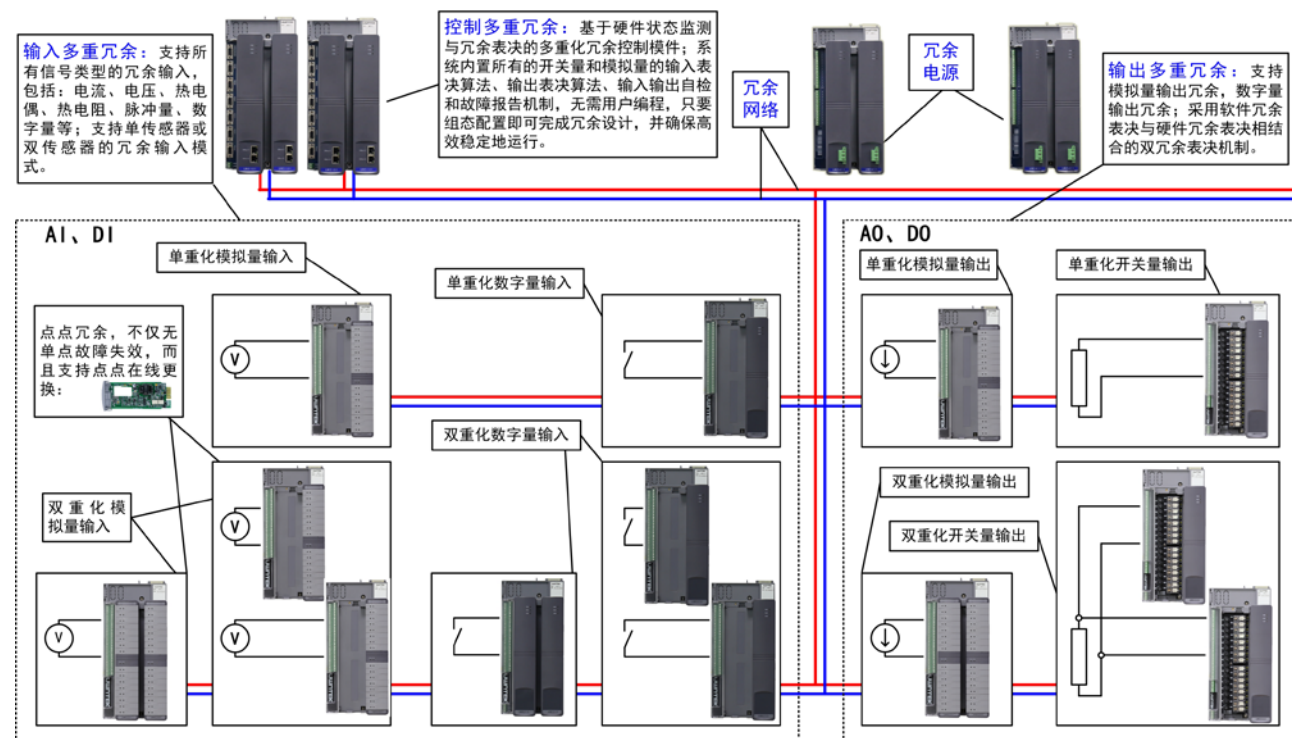 输入多重冗余：支持所
有信号类型的冗余输入，
包括：电流、电压、热电
偶、热电阻、脉冲量、数
字量等；支持单传感器或
双传感器的冗余输入模
式。
控制多重冗余：基于硬件状态监测
与冗余表决的多重化冗余控制模件；系
统内置所有的开关量和模拟量的输入表
决算法、输出表决算法、输入输出自检
和故障报告机制，无需用户编程，只要
组态配置即可完成冗余设计，并确保高
效稳定地运行。
冗余
网络
冗余
电源
输出多重冗余：支持
模拟量输出冗余，数字量
输出冗余；采用软件冗余
表决与硬件冗余表决相结
合的双冗余表决机制。
AI、DI
单重化模拟量输入
单重化数字量输入
点点冗余，不仅无
单点故障失效，而
且支持点点在线更
换：
V
双重化数字量输入
双重化模
拟量输入
V
V
V
AO、DO
单重化模拟量输出
单重化开关量输出
双重化模拟量输出
双重化开关量输出